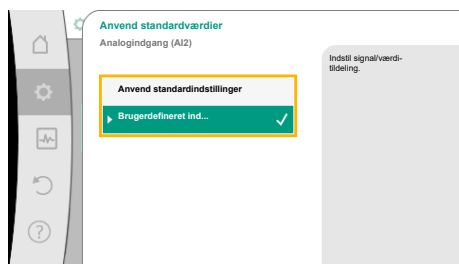 Anvend standardværdier
Analogindgang (AI2)
Anvend standardindstillinger
Brugerdefineret ind...
Indstil signal/værdi-
tildeling.
?